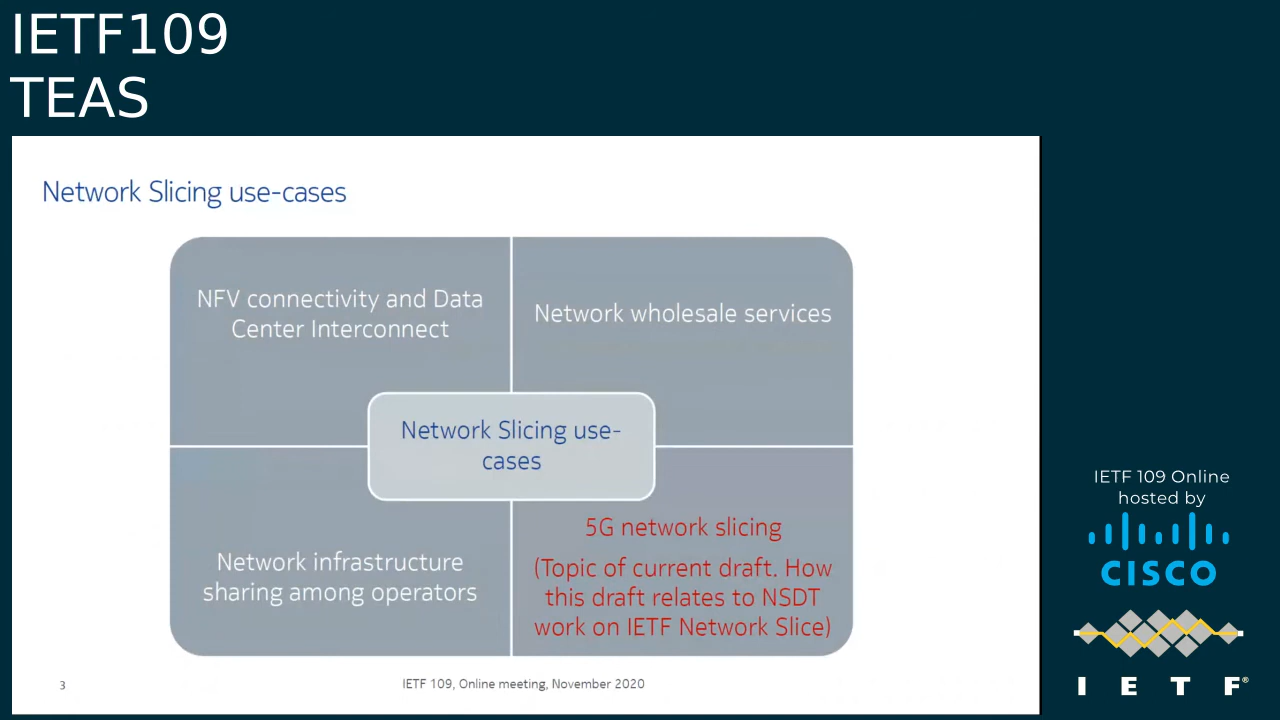 IETF109
TEAS
Network Slicing use-cases
NFV connectivity and Data
Center Interconnect
Network wholesale services
Network Slicing use-
cases
Network infrastructure
sharing among operators
5G network slicing
(Topic of current draft. How
this draft relates to NSDT
work on IETF Network Slice)
3
IETF 109, Online meeting, November 2020
IETF 109 Online
hosted by
CISCO
I E T F®